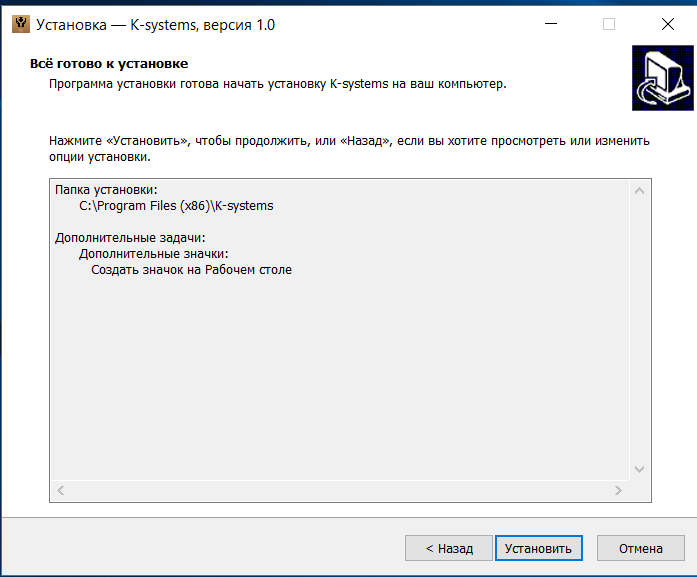 Установка — K-systems, версия 1.0
Всё готово к установке
Программа установки готова начать установку K-systems на ваш компьютер.
Нажмите «Установить», чтобы продолжить, или «Назад», если вы хотите просмотреть или изменить
опции установки.
Папка установки:
C:\Program Files (x86)\K-systems
Дополнительные задачи:
Дополнительные значки:
Создать значок на Рабочем столе
< Назад
Установить
Отмена